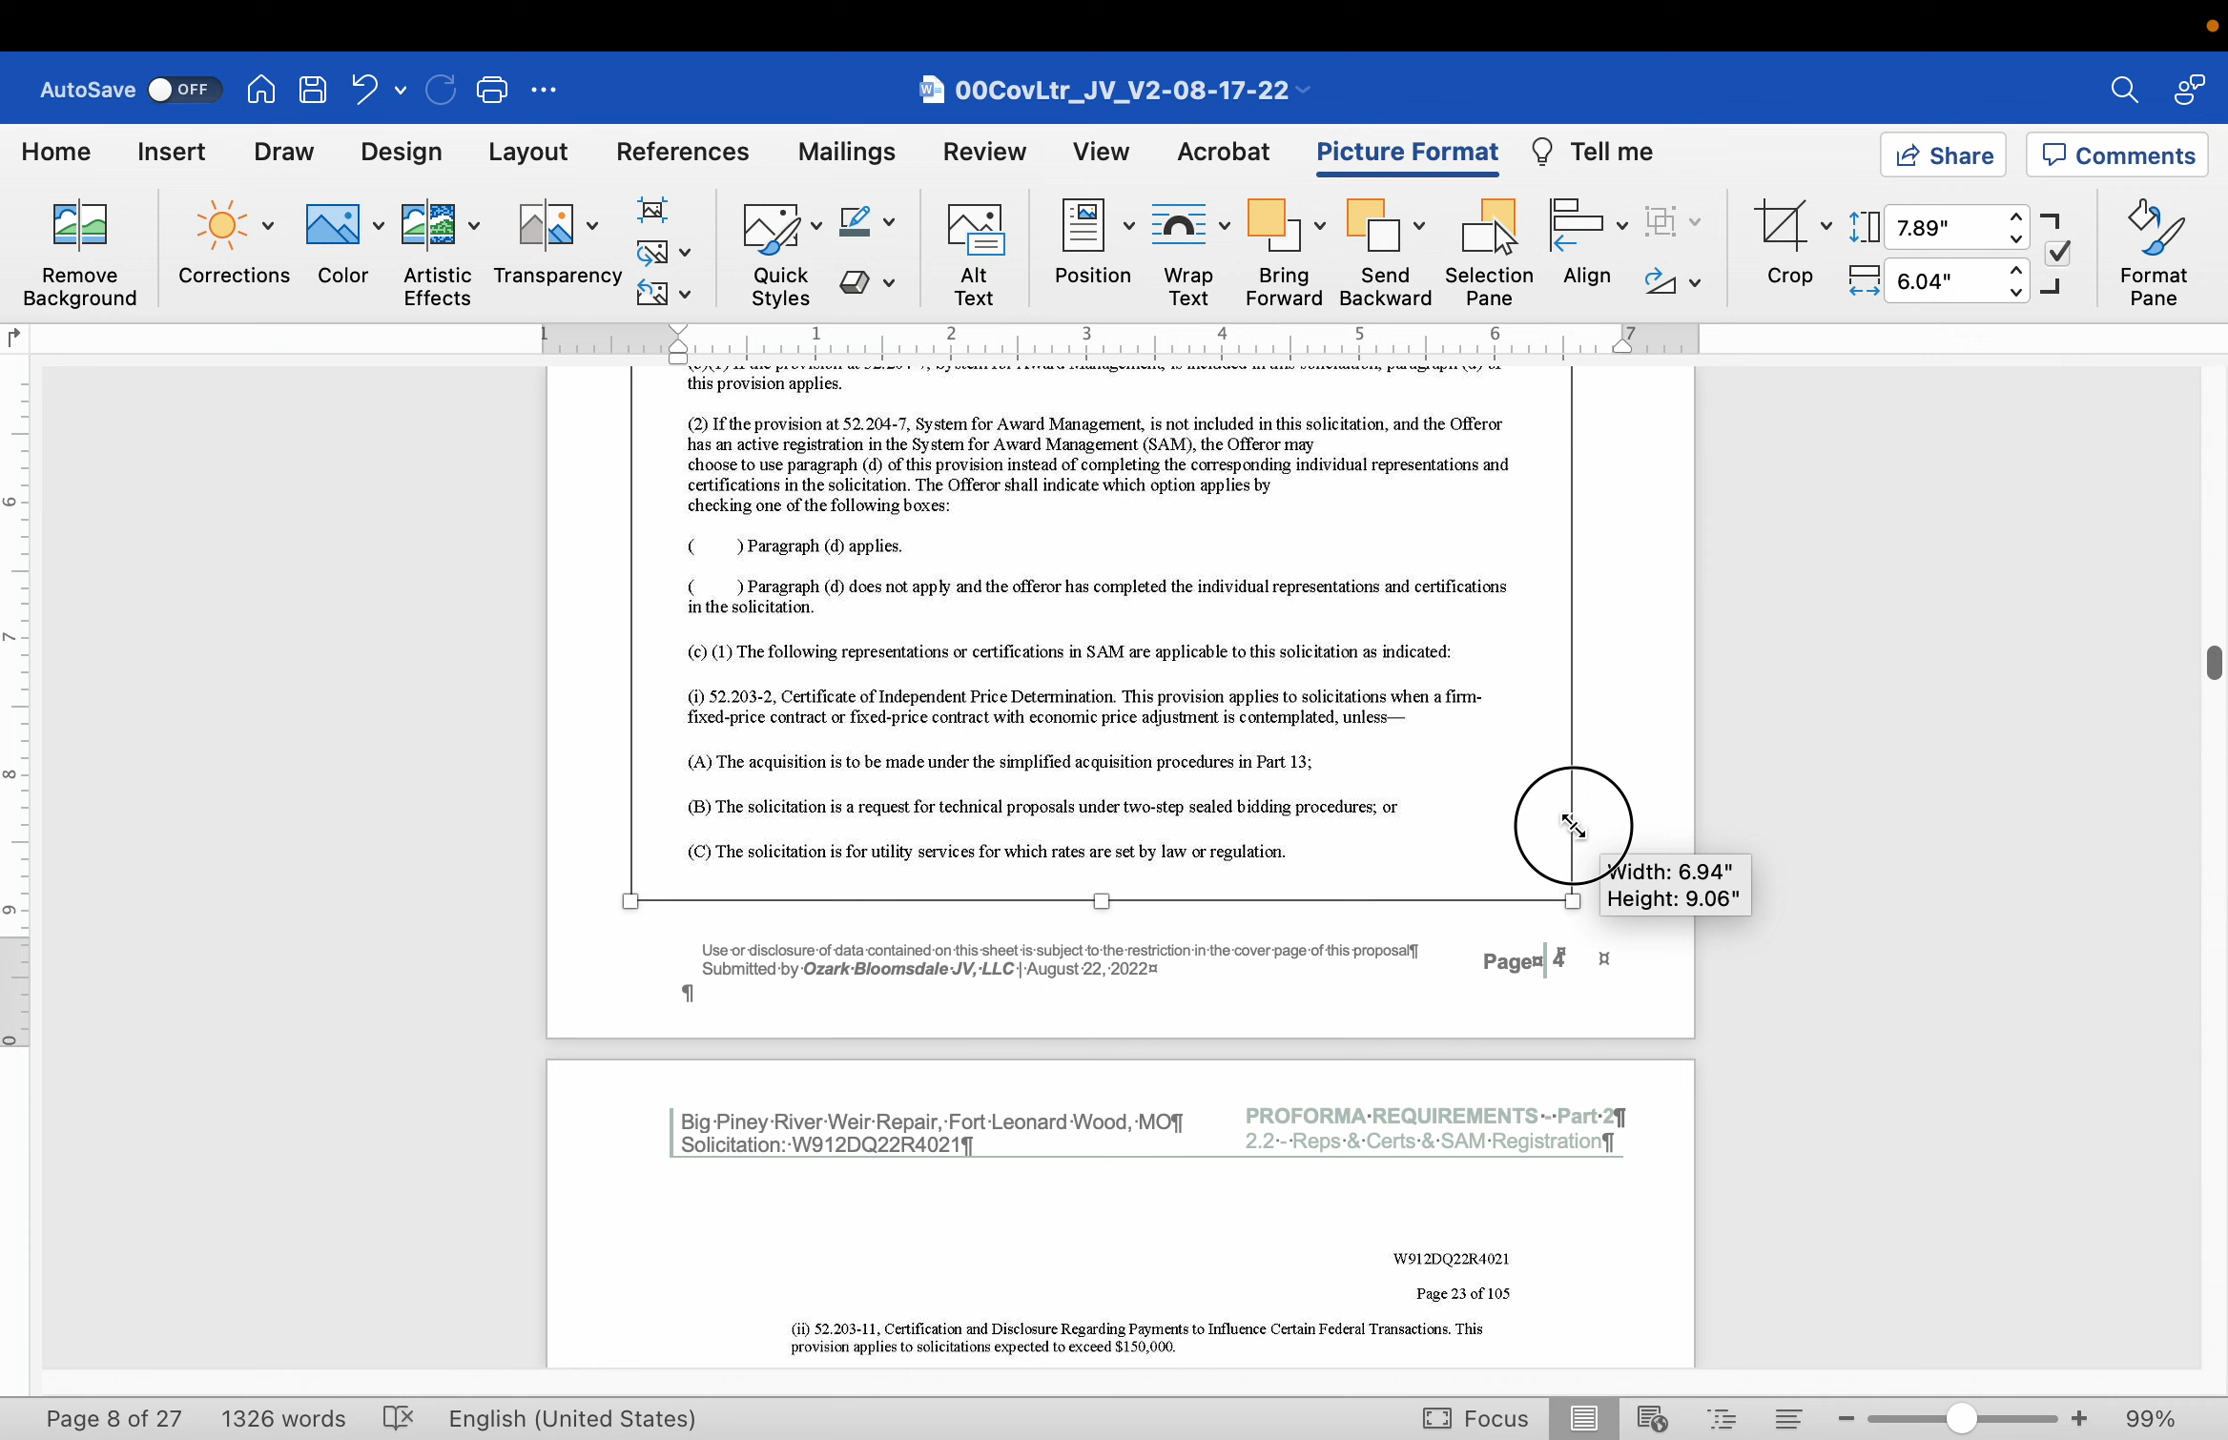 AutoSave OFF
00CovLtr_JV_V2-08-17-22
Home Insert Draw Design Layout References Mailings Review View Acrobat Picture Format Tell me Share Comments
Remove Background Corrections Color Artistic Effects Transparency Quick Styles Alt Text Position Wrap Text Bring Forward Send Backward Selection Pane Align Crop 7.89" 6.04" Format Pane
1 1 2 3 4 5 6 7
this provision applies.
(2) If the provision at 52.204-7, System for Award Management, is not included in this solicitation, and the Offeror
has an active registration in the System for Award Management (SAM), the Offeror may
choose to use paragraph (d) of this provision instead of completing the corresponding individual representations and
certifications in the solicitation. The Offeror shall indicate which option applies by
checking one of the following boxes:
( ) Paragraph (d) applies.
( ) Paragraph (d) does not apply and the offeror has completed the individual representations and certifications
in the solicitation.
(c) (1) The following representations or certifications in SAM are applicable to this solicitation as indicated:
(i) 52.203-2, Certificate of Independent Price Determination. This provision applies to solicitations when a firm-
fixed-price contract or fixed-price contract with economic price adjustment is contemplated, unless—
(A) The acquisition is to be made under the simplified acquisition procedures in Part 13;
(B) The solicitation is a request for technical proposals under two-step sealed bidding procedures; or
(C) The solicitation is for utility services for which rates are set by law or regulation.
Width: 6.94"
Height: 9.06"
Use·or·disclosure·of·data·contained·on·this·sheet·is·subject·to·the·restriction·in·the·cover·page·of·this·proposal¶
Submitted·by·Ozark·Bloomsdale·JV,·LLC·|·August·22,·2022¤
Page¤ 4 ¤
¶
Big·Piney·River·Weir·Repair,·Fort·Leonard·Wood,·MO¶
Solicitation:·W912DQ22R4021¶
PROFORMA·REQUIREMENTS·-·Part·2¶
2.2·-·Reps·&·Certs·&·SAM·Registration¶
W912DQ22R4021
Page 23 of 105
(ii) 52.203-11, Certification and Disclosure Regarding Payments to Influence Certain Federal Transactions. This
provision applies to solicitations expected to exceed $150,000.
6
7
8
9
0
Page 8 of 27 1326 words English (United States) Focus 99%